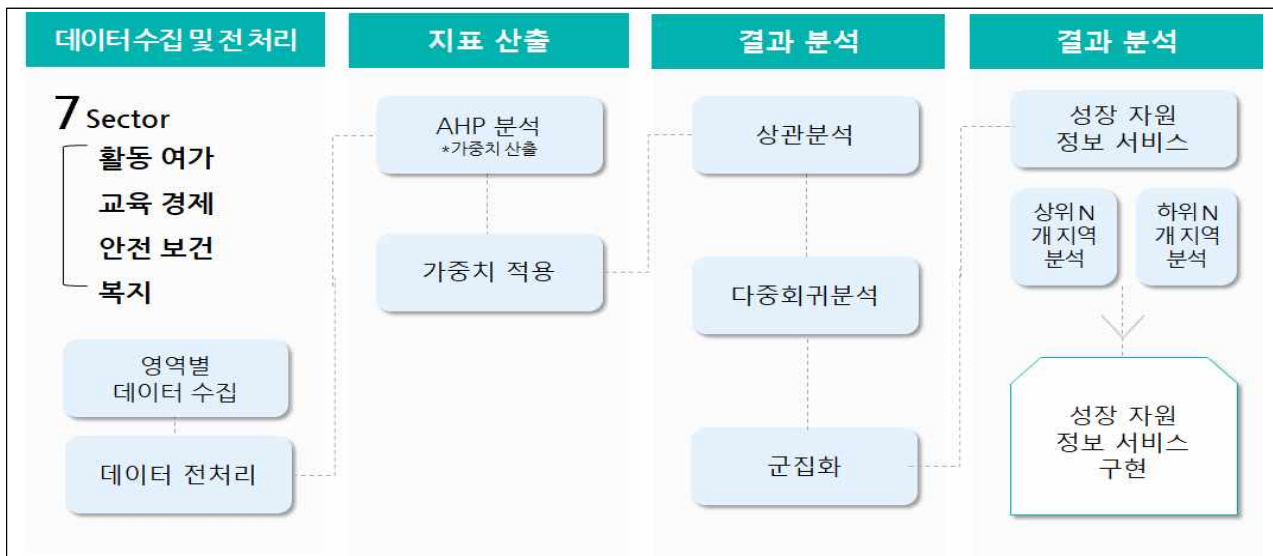 데이터 수집 및 전 처리
7 Sector
활동 여가
교육 경제
안전 보건
복지
영역별
데이터 수집
데이터 전처리
지표 산출
AHP 분석
*가중치 산출
가중치 적용
결과 분석
상관분석
다중회귀분석
군집화
결과 분석
성장 자원
정보 서비스
상위 N
개 지역
분석
하위 N
개 지역
분석
성장 자원
정보 서비스
구현